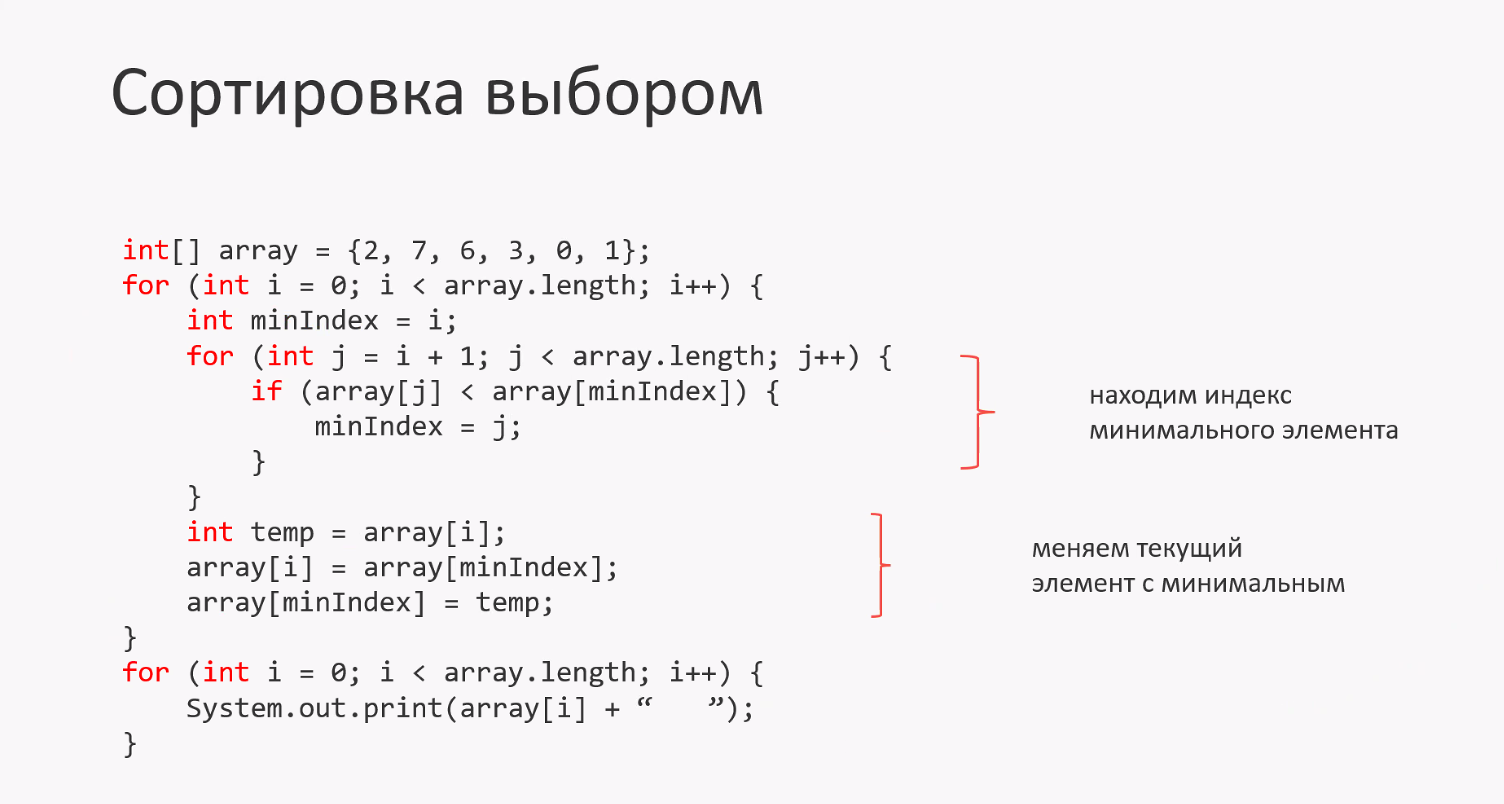 Сортировка выбором
int[] array = {2, 7, 6, 3, 0, 1};
for (int i = 0; i < array.length; i++) {
    int minIndex = i;
    for (int j = i + 1; j < array.length; j++) {
        if (array[j] < array[minIndex]) {
            minIndex = j;
        }
    }
    int temp = array[i];
    array[i] = array[minIndex];
    array[minIndex] = temp;
}
for (int i = 0; i < array.length; i++) {
    System.out.print(array[i] + “   ”);
}
находим индекс
минимального элемента
меняем текущий
элемент с минимальным